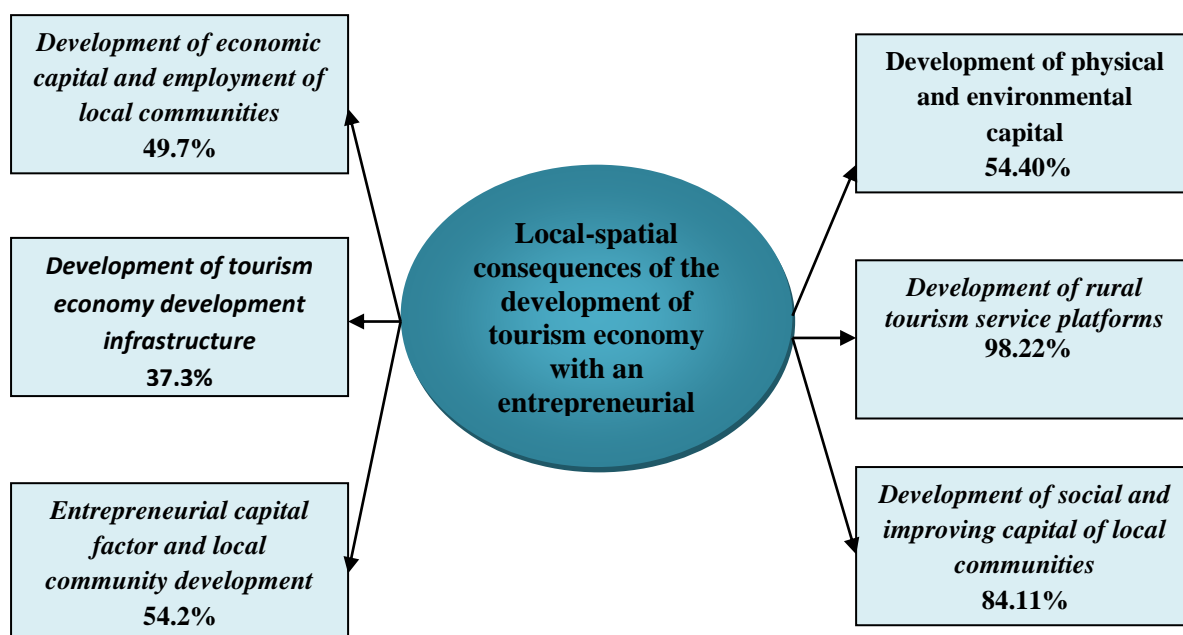 Development of economic
capital and employment of
local communities
49.7%
Development of tourism
economy development
infrastructure
37.3%
Entrepreneurial capital
factor and local
community development
54.2%
Local-spatial
consequences of the
development of
tourism economy
with an
entrepreneurial
Development of physical
and environmental
capital
54.40%
Development of rural
tourism service platforms
98.22%
Development of social and
improving capital of local
communities
84.11%